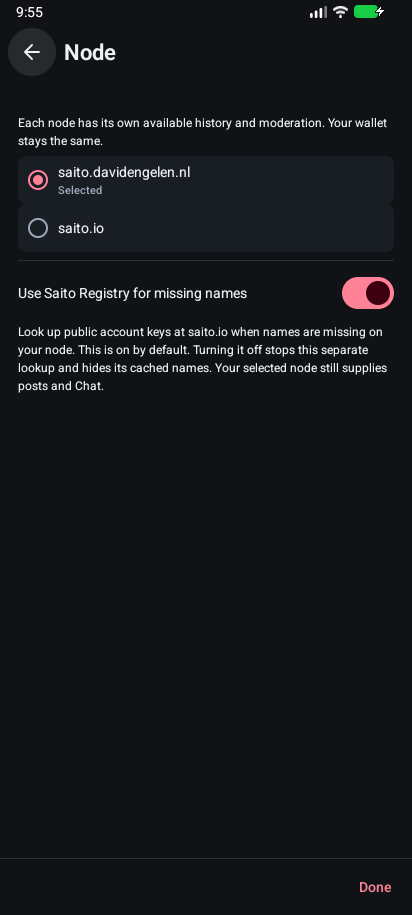 9:55
Node
Each node has its own available history and moderation. Your wallet
stays the same.
saito.davidengelen.nl
Selected
saito.io
Use Saito Registry for missing names
Look up public account keys at saito.io when names are missing on
your node. This is on by default. Turning it off stops this separate
lookup and hides its cached names. Your selected node still supplies
posts and Chat.
Done